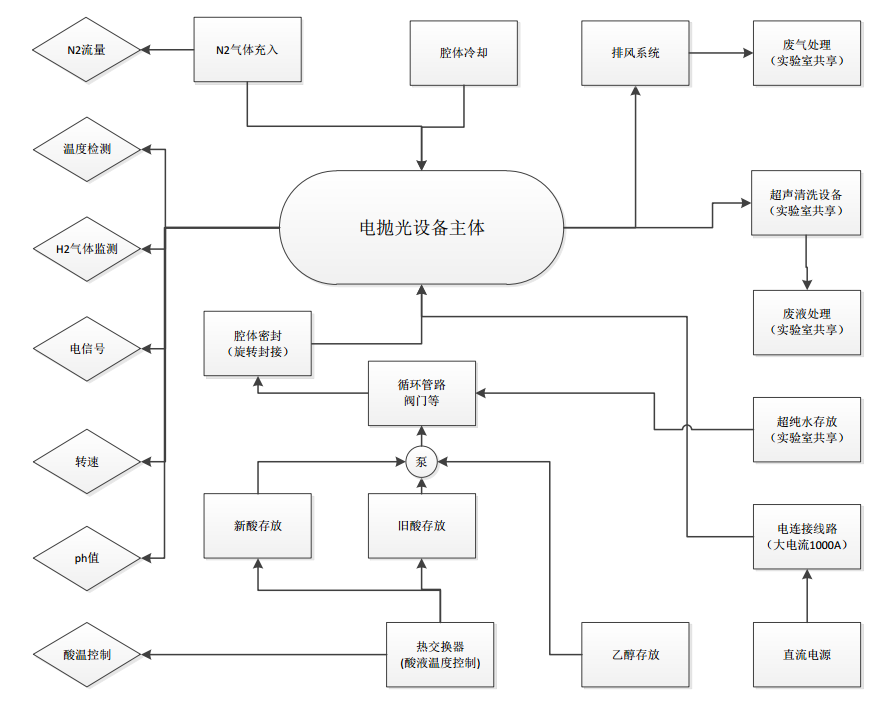 N2流量
N2气体充入
腔体冷却
排风系统
废气处理
（实验室共享）
温度检测
电抛光设备主体
超声清洗设备
（实验室共享）
H2气体监测
废液处理
（实验室共享）
腔体密封
（旋转封接）
电信号
循环管路
阀门等
超纯水存放
（实验室共享）
转速
泵
新酸存放
旧酸存放
电连接线路
（大电流1000A）
ph值
酸温控制
热交换器
(酸液温度控制)
乙醇存放
直流电源